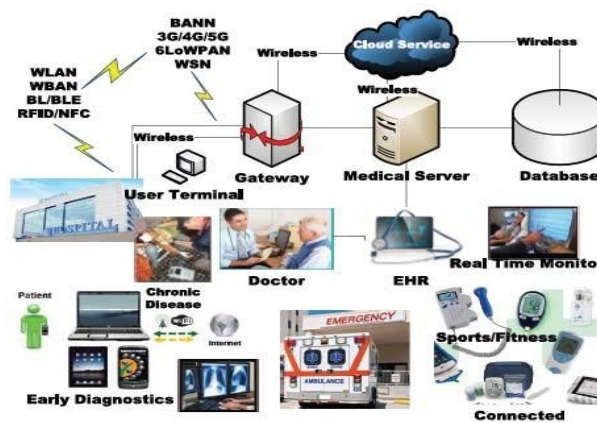 BANN
3G/4G/5G
6LoWPAN
WSN
WLAN
WBAN
BL/BLE
RFID/NFC
Wireless
Cloud Service
Wireless
Wireless
Wireless
User Terminal
Gateway
Medical Server
Database
HOSPITAL
Chronic
Disease
Doctor
EHR
Real Time Monito
Patient
Internet
Early Diagnostics
EMERGENCY
AMBULANCE
Sports/Fitness
Connected